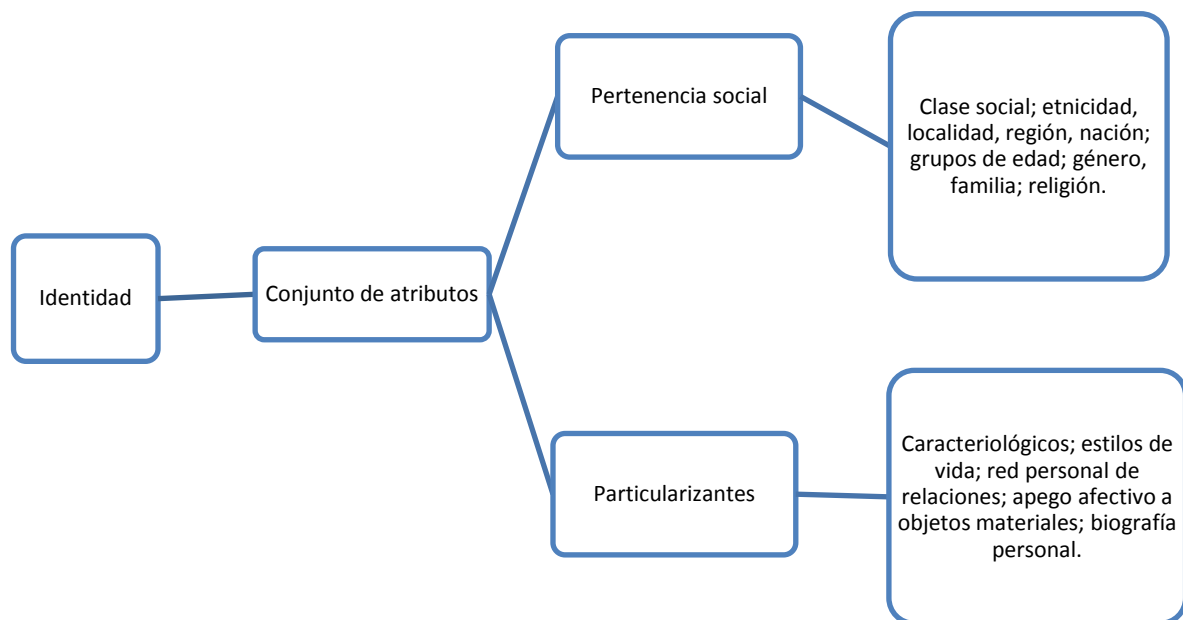 Identidad
Conjunto de atributos
Pertenencia social
Clase social; etnicidad,
localidad, región, nación;
grupos de edad; género,
familia; religión.
Particularizantes
Caracteriológicos; estilos de
vida; red personal de
relaciones; apego afectivo a
objetos materiales; biografía
personal.